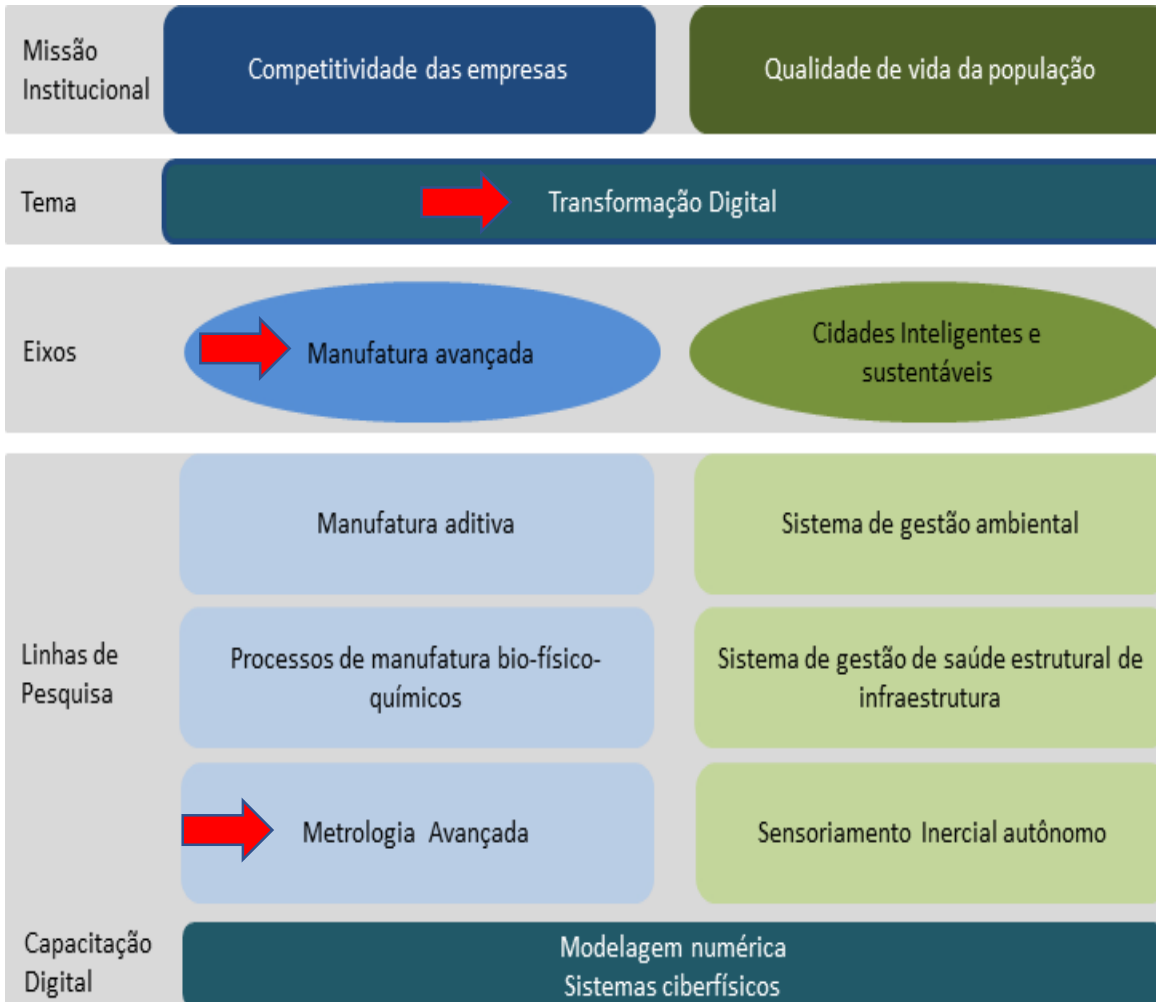 Missão
Institucional
Competitividade das empresas
Qualidade de vida da população
Tema
Transformação Digital
Eixos
Manufatura avançada
Cidades Inteligentes e
sustentáveis
Linhas de
Pesquisa
Manufatura aditiva
Sistema de gestão ambiental
Processos de manufatura bio-físico-
químicos
Sistema de gestão de saúde estrutural de
infraestrutura
Metrologia Avançada
Sensoriamento Inercial autônomo
Capacitação
Digital
Modelagem numérica
Sistemas ciberfísicos